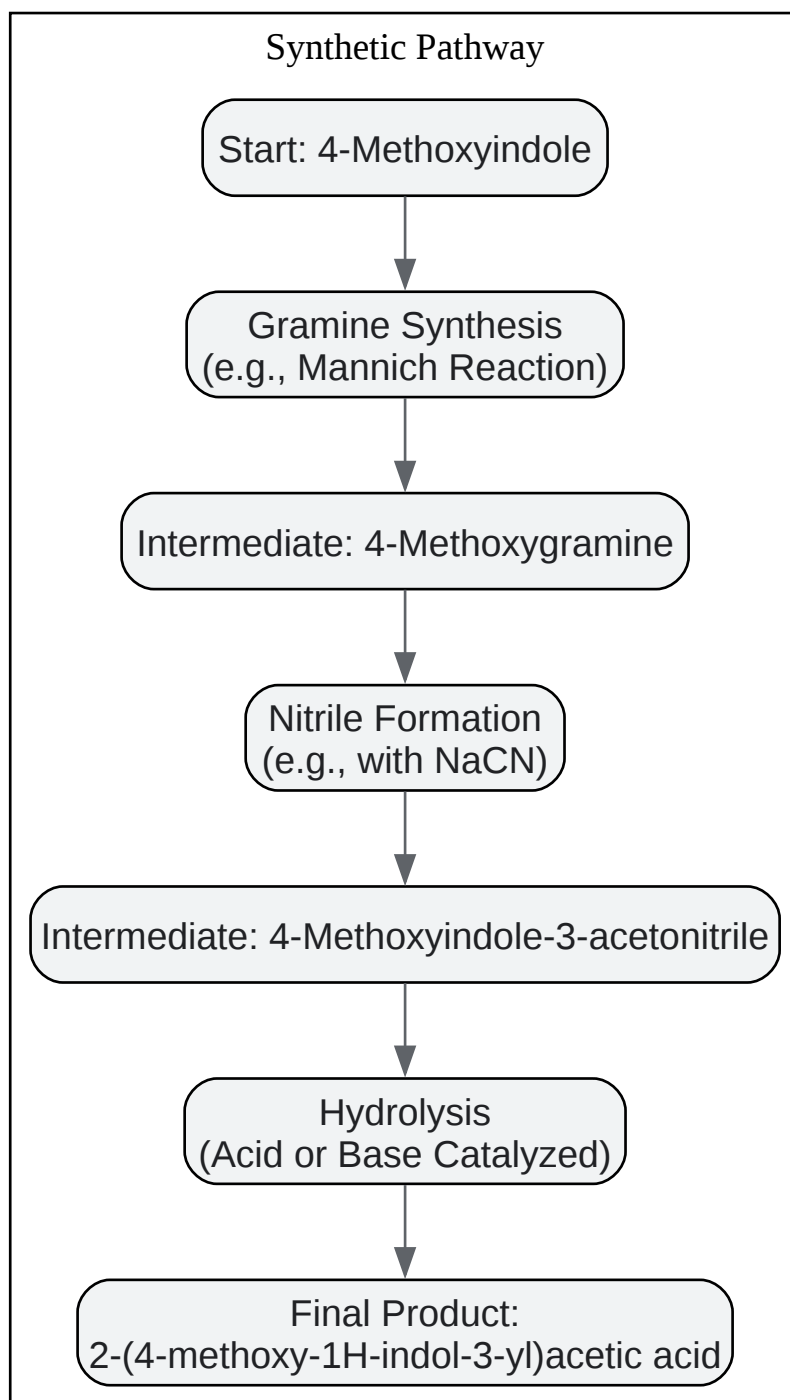 Synthetic Pathway
Start: 4-Methoxyindole
Gramine Synthesis
(e.g., Mannich Reaction)
Intermediate: 4-Methoxygramine
Nitrile Formation
(e.g., with NaCN)
Intermediate: 4-Methoxyindole-3-acetonitrile
Hydrolysis
(Acid or Base Catalyzed)
Final Product:
2-(4-methoxy-1H-indol-3-yl)acetic acid